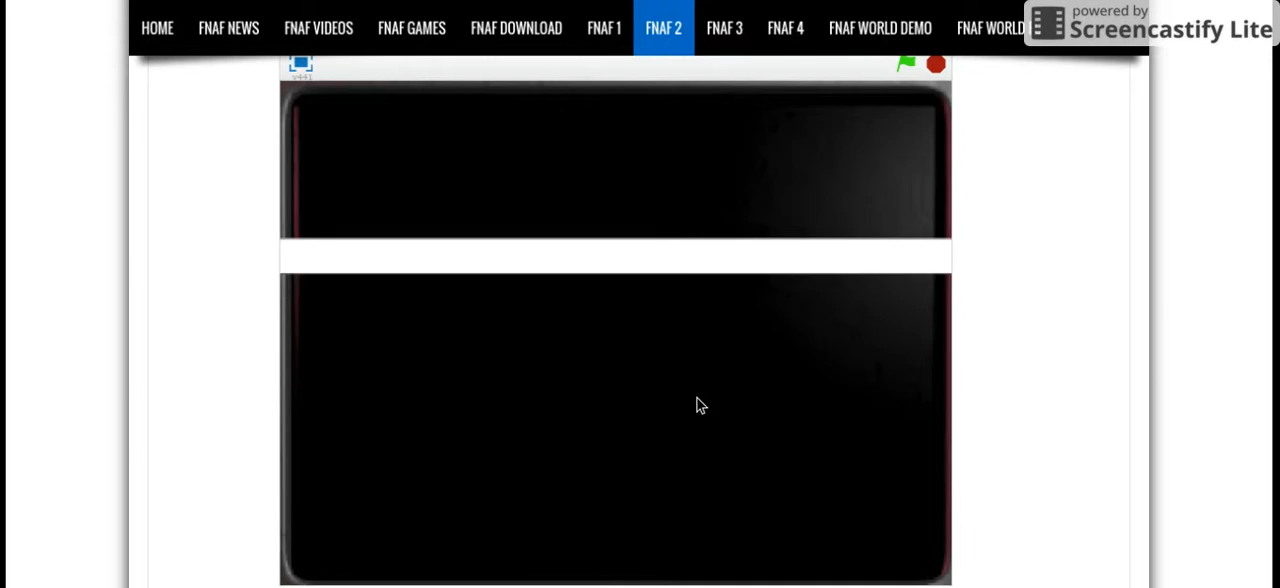 HOME FNAF NEWS FNAF VIDEOS FNAF GAMES FNAF DOWNLOAD FNAF 1 FNAF 2 FNAF 3 FNAF 4 FNAF WORLD DEMO FNAF WORLD
powered by
Screencastify Lite
v441